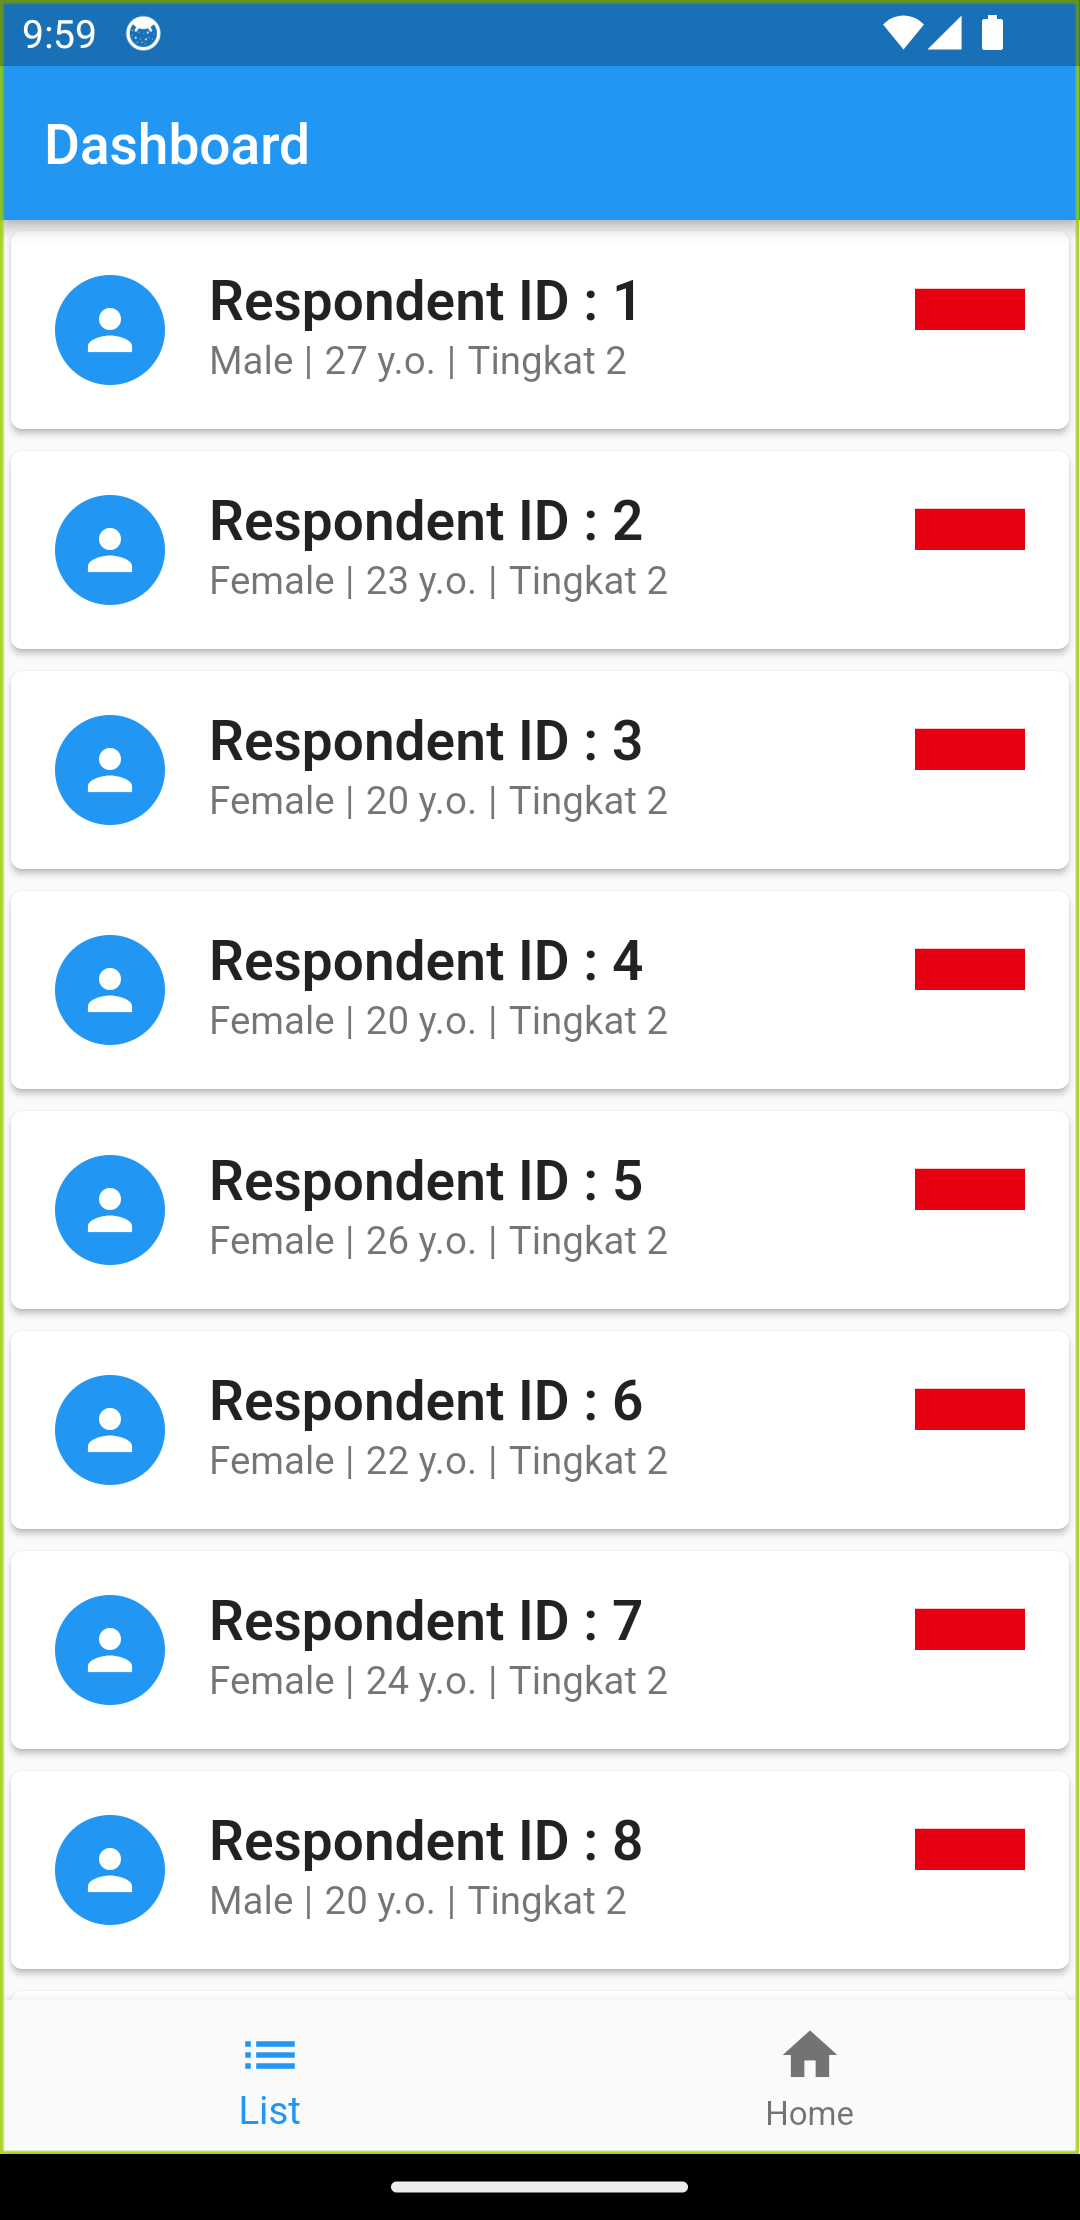 9:59
Dashboard
Respondent ID : 1
Male | 27 y.o. | Tingkat 2
Respondent ID : 2
Female | 23 y.o. | Tingkat 2
Respondent ID : 3
Female | 20 y.o. | Tingkat 2
Respondent ID : 4
Female | 20 y.o. | Tingkat 2
Respondent ID : 5
Female | 26 y.o. | Tingkat 2
Respondent ID : 6
Female | 22 y.o. | Tingkat 2
Respondent ID : 7
Female | 24 y.o. | Tingkat 2
Respondent ID : 8
Male | 20 y.o. | Tingkat 2
List
Home